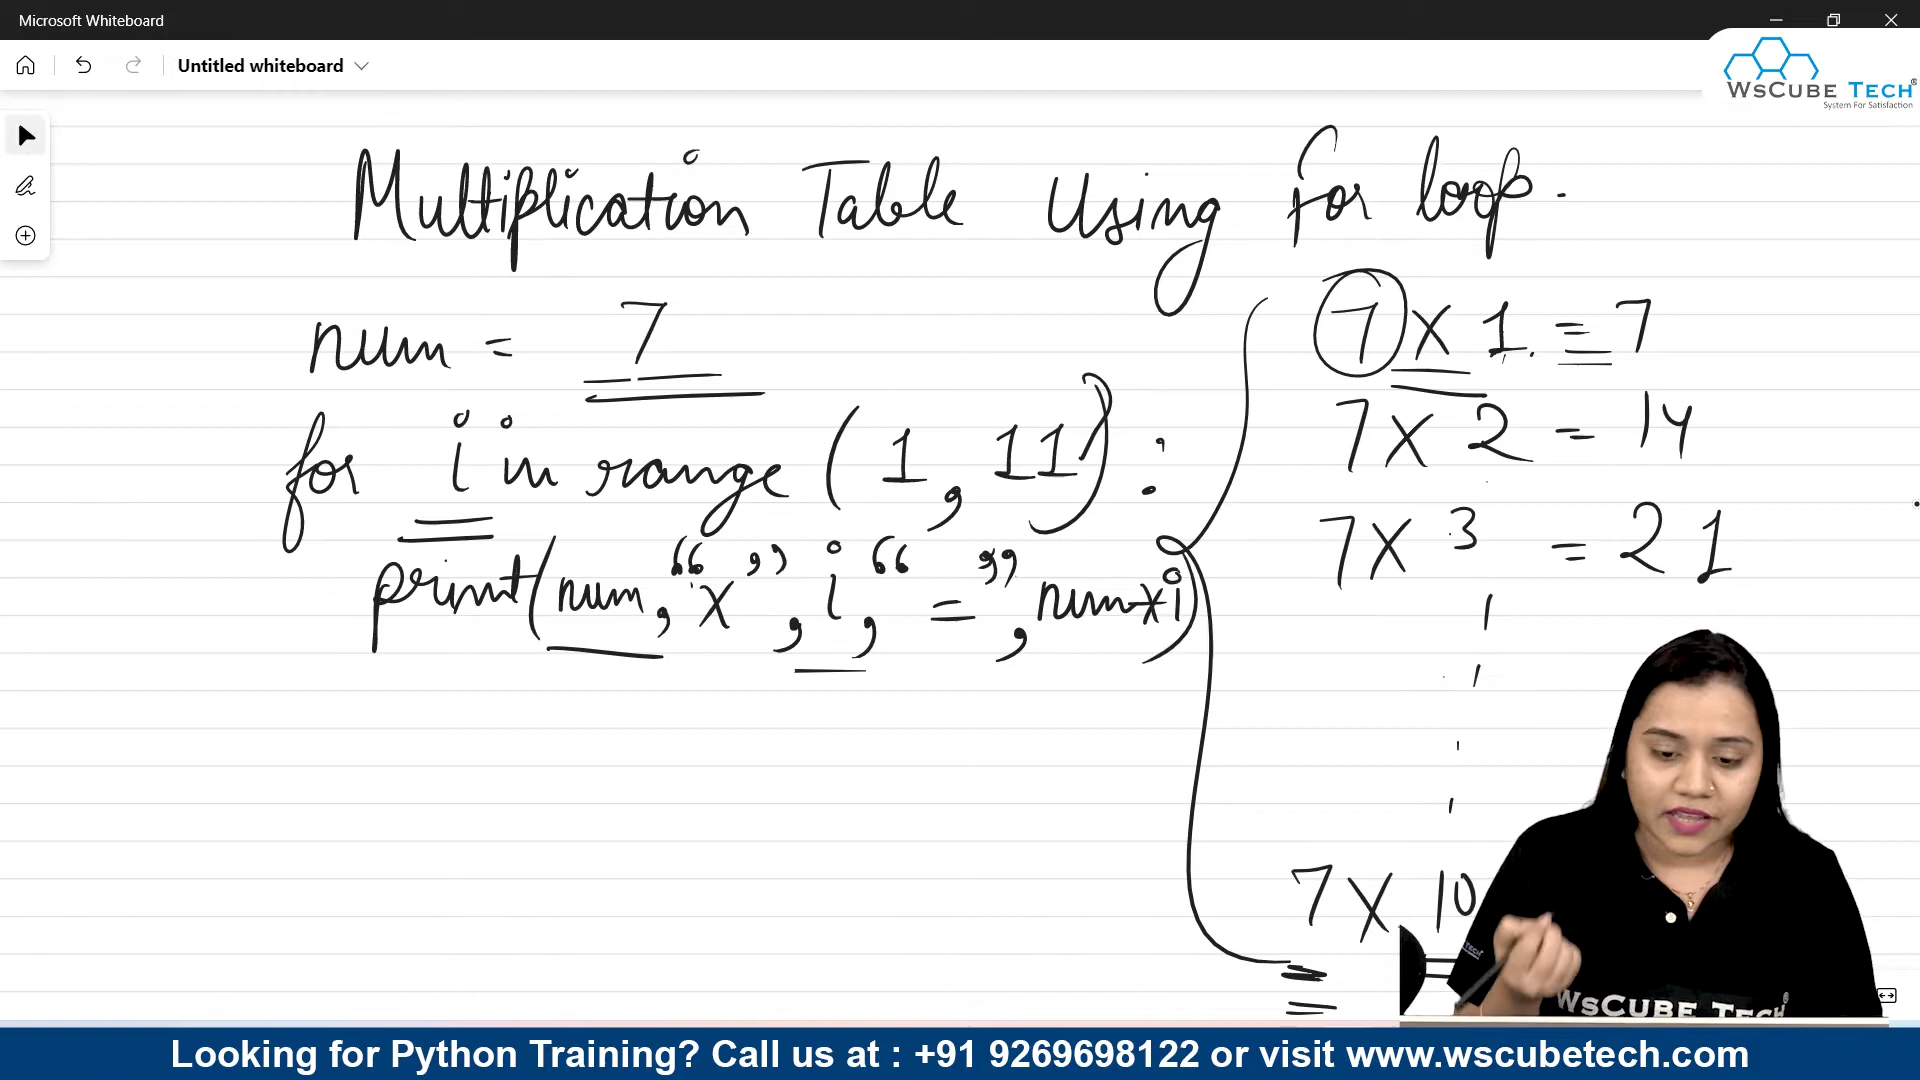 Microsoft Whiteboard
Untitled whiteboard
WsCube Tech®
System For Satisfaction
Multiplication Table Using for loop.
num = 7
for i in range (1, 11) :
print(num, "X", i, "=", num*i)
7 X 1 = 7
7 X 2 = 14
7 X 3 = 21
7 X 10
WsCube Tech
Looking for Python Training? Call us at : +91 9269698122 or visit www.wscubetech.com